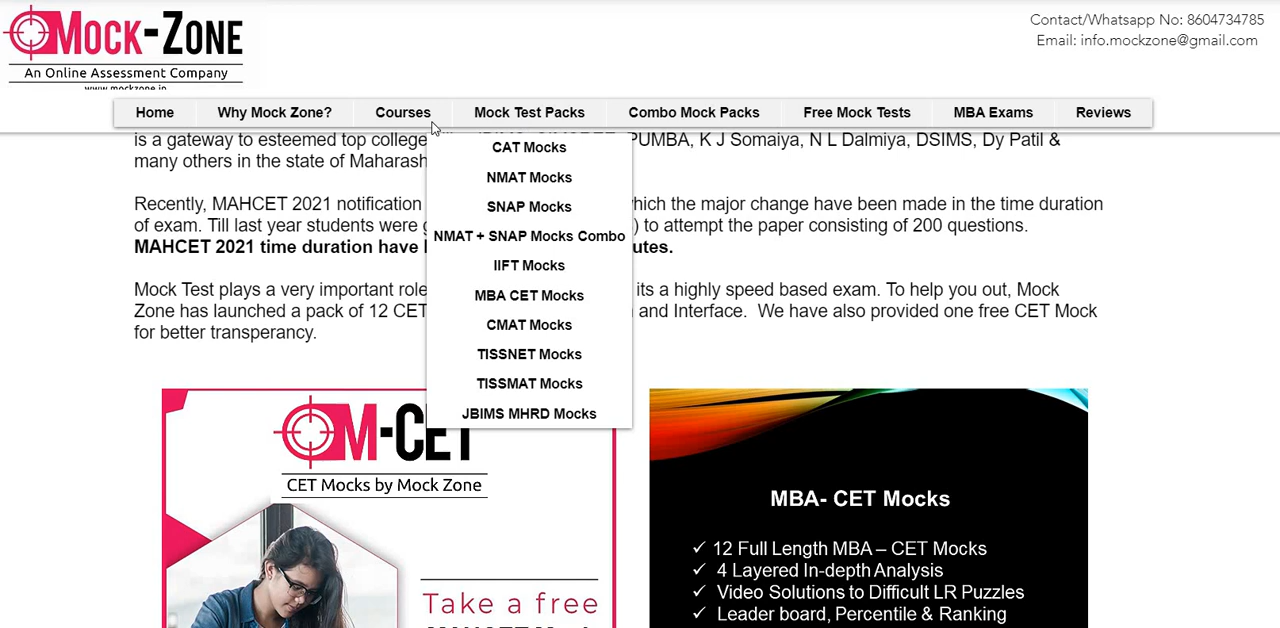 Mock-Zone
An Online Assessment Company
www.mockzone.in
Contact/Whatsapp No: 8604734785
Email: info.mockzone@gmail.com
Home Why Mock Zone? Courses Mock Test Packs Combo Mock Packs Free Mock Tests MBA Exams Reviews
is a gateway to esteemed top college PUMBA, K J Somaiya, N L Dalmiya, DSIMS, Dy Patil &
many others in the state of Maharash
Recently, MAHCET 2021 notification which the major change have been made in the time duration
of exam. Till last year students were ) to attempt the paper consisting of 200 questions.
MAHCET 2021 time duration have utes.
Mock Test plays a very important role its a highly speed based exam. To help you out, Mock
Zone has launched a pack of 12 CET and Interface. We have also provided one free CET Mock
for better transperancy.
CAT Mocks
NMAT Mocks
SNAP Mocks
NMAT + SNAP Mocks Combo
IIFT Mocks
MBA CET Mocks
CMAT Mocks
TISSNET Mocks
TISSMAT Mocks
JBIMS MHRD Mocks
M-CET
CET Mocks by Mock Zone
Take a free
MBA- CET Mocks
✓ 12 Full Length MBA – CET Mocks
✓ 4 Layered In-depth Analysis
✓ Video Solutions to Difficult LR Puzzles
✓ Leader board, Percentile & Ranking